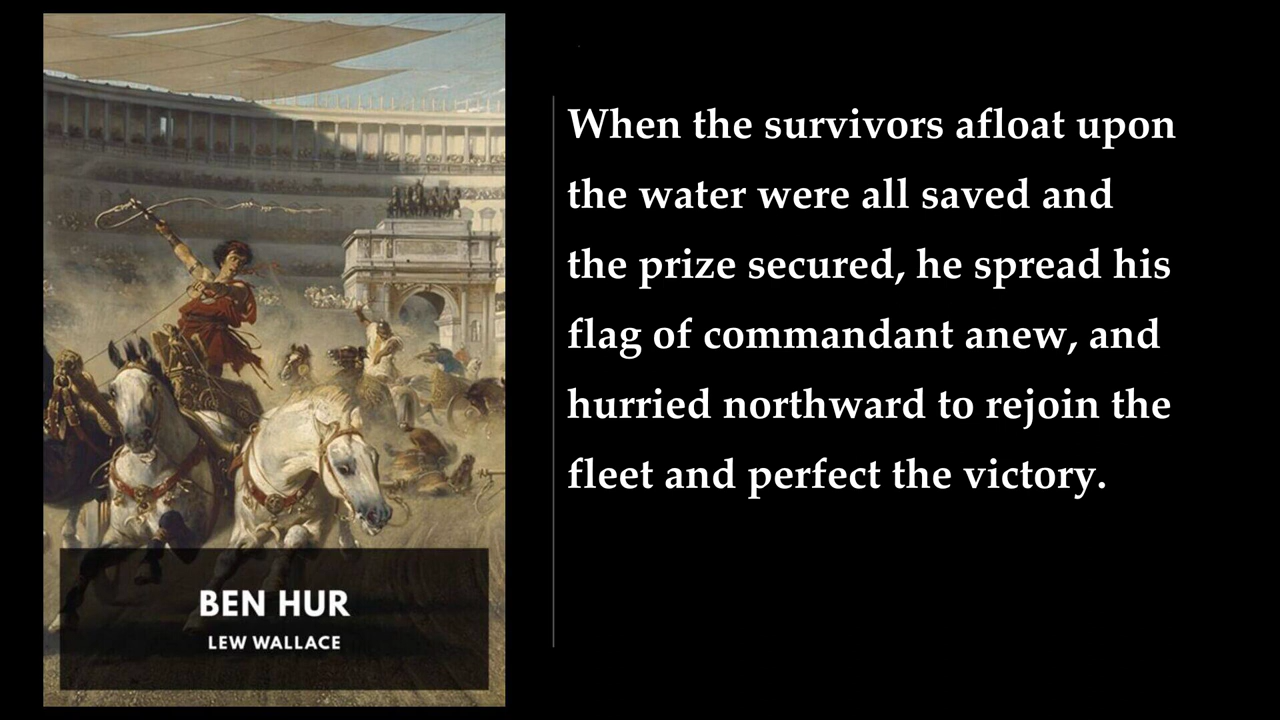 BEN HUR
LEW WALLACE
When the survivors afloat upon
the water were all saved and
the prize secured, he spread his
flag of commandant anew, and
hurried northward to rejoin the
fleet and perfect the victory.